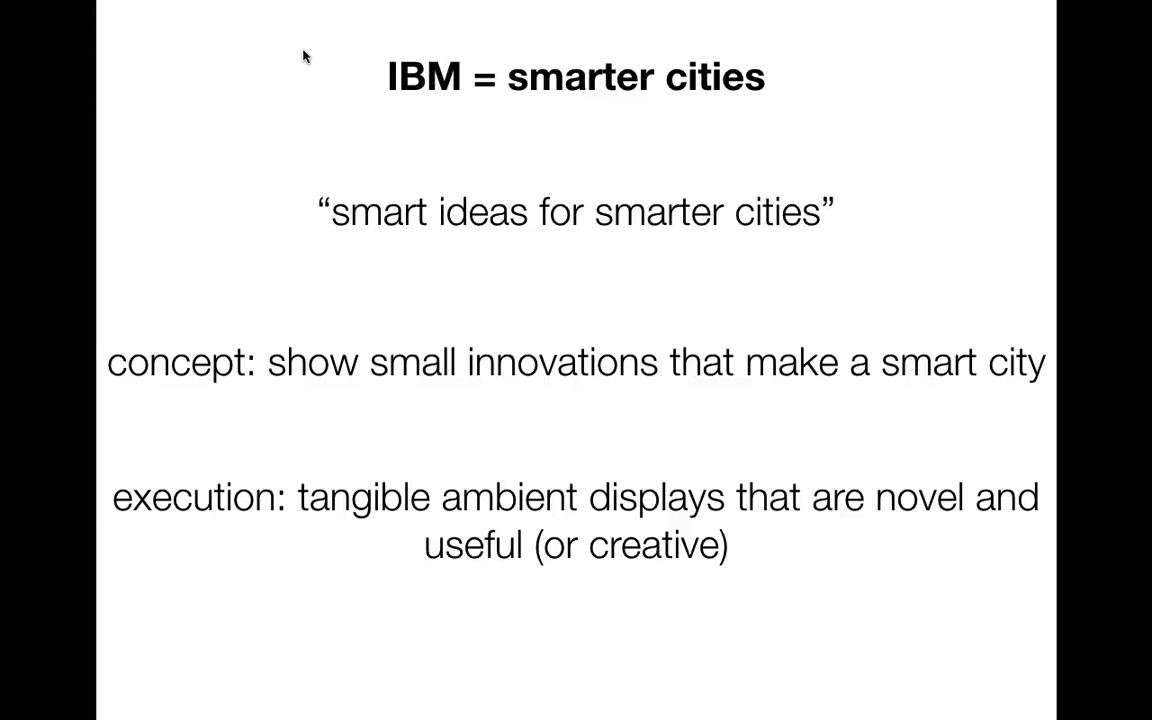 IBM = smarter cities
“smart ideas for smarter cities”
concept: show small innovations that make a smart city
execution: tangible ambient displays that are novel and
useful (or creative)